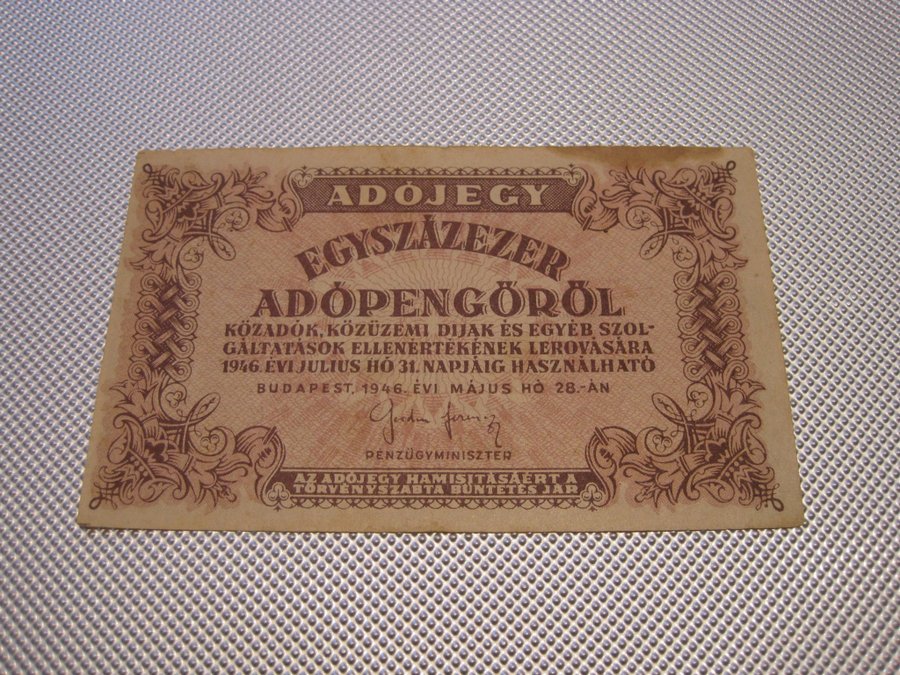 ADÓJEGY
EGYSZÁZEZER
ADÓPENGŐRŐL
KÖZADÓK, KÖZÜZEMI DIJAK ÉS EGYÉB SZOL-
GÁLTATÁSOK ELLENÉRTÉKÉNEK LEROVÁSÁRA
1946. ÉVI JULIUS HÓ 31. NAPJÁIG HASZNÁLHATÓ
BUDAPEST, 1946. ÉVI MÁJUS HÓ 28.-ÁN
PÉNZÜGYMINISZTER
AZ ADÓJEGY HAMISITÁSÁÉRT A
TÖRVÉNYSZABTA BÜNTETÉS JÁR